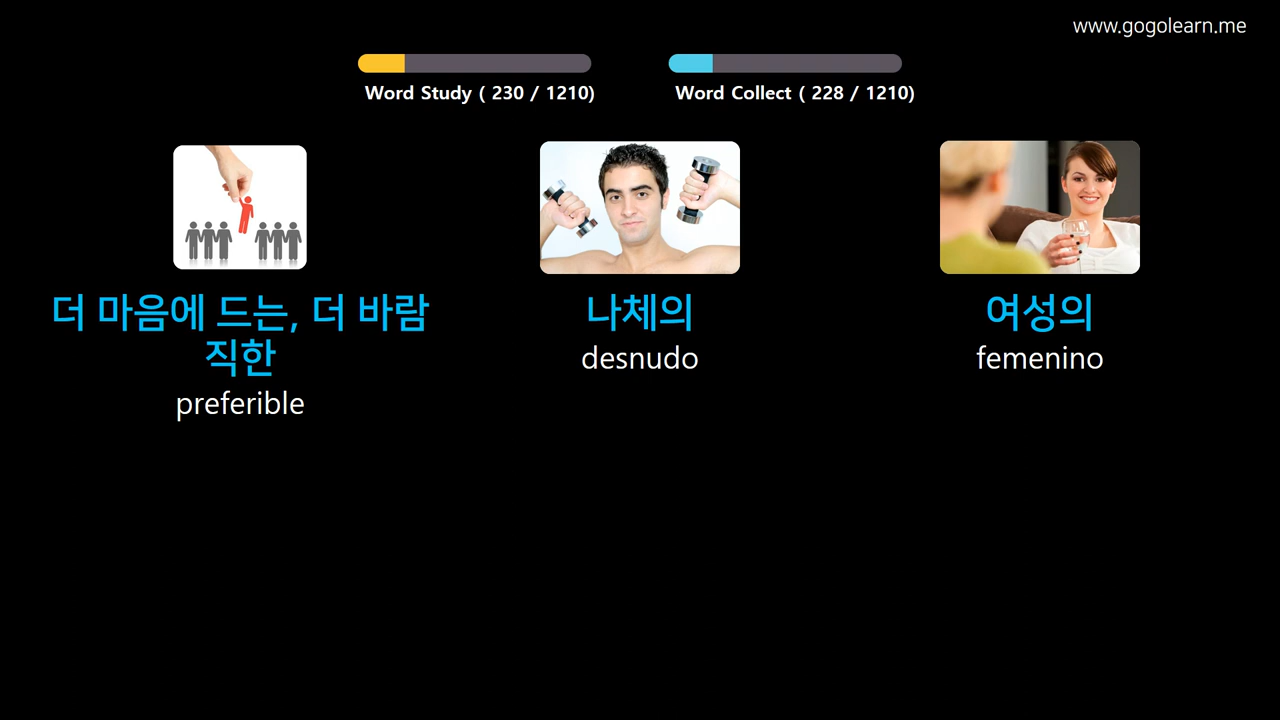 www.gogolearn.me
Word Study ( 230 / 1210)
Word Collect ( 228 / 1210)
더 마음에 드는, 더 바람
직한
preferible
나체의
desnudo
여성의
femenino